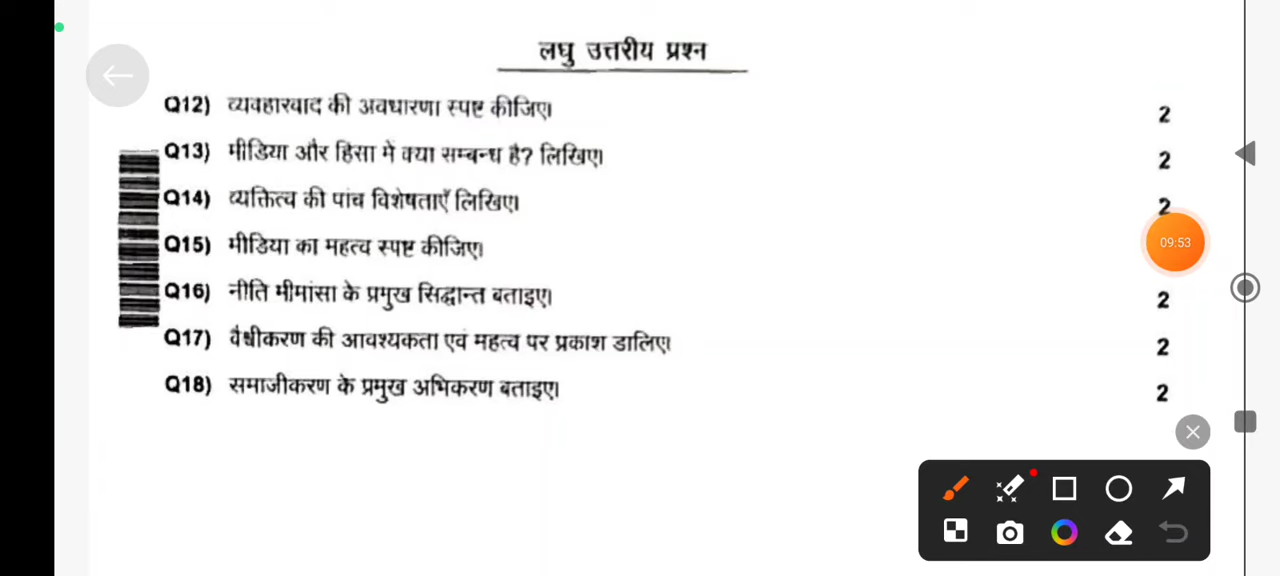 लघु उत्तरीय प्रश्न
Q12) व्यवहारवाद की अवधारणा स्पष्ट कीजिए। 2
Q13) मीडिया और हिंसा में क्या सम्बन्ध है? लिखिए। 2
Q14) व्यक्तित्व की पांच विशेषताएँ लिखिए। 2
09:53
Q15) मीडिया का महत्व स्पष्ट कीजिए।
Q16) नीति मीमांसा के प्रमुख सिद्धान्त बताइए। 2
Q17) वैश्वीकरण की आवश्यकता एवं महत्व पर प्रकाश डालिए। 2
Q18) समाजीकरण के प्रमुख अभिकरण बताइए। 2